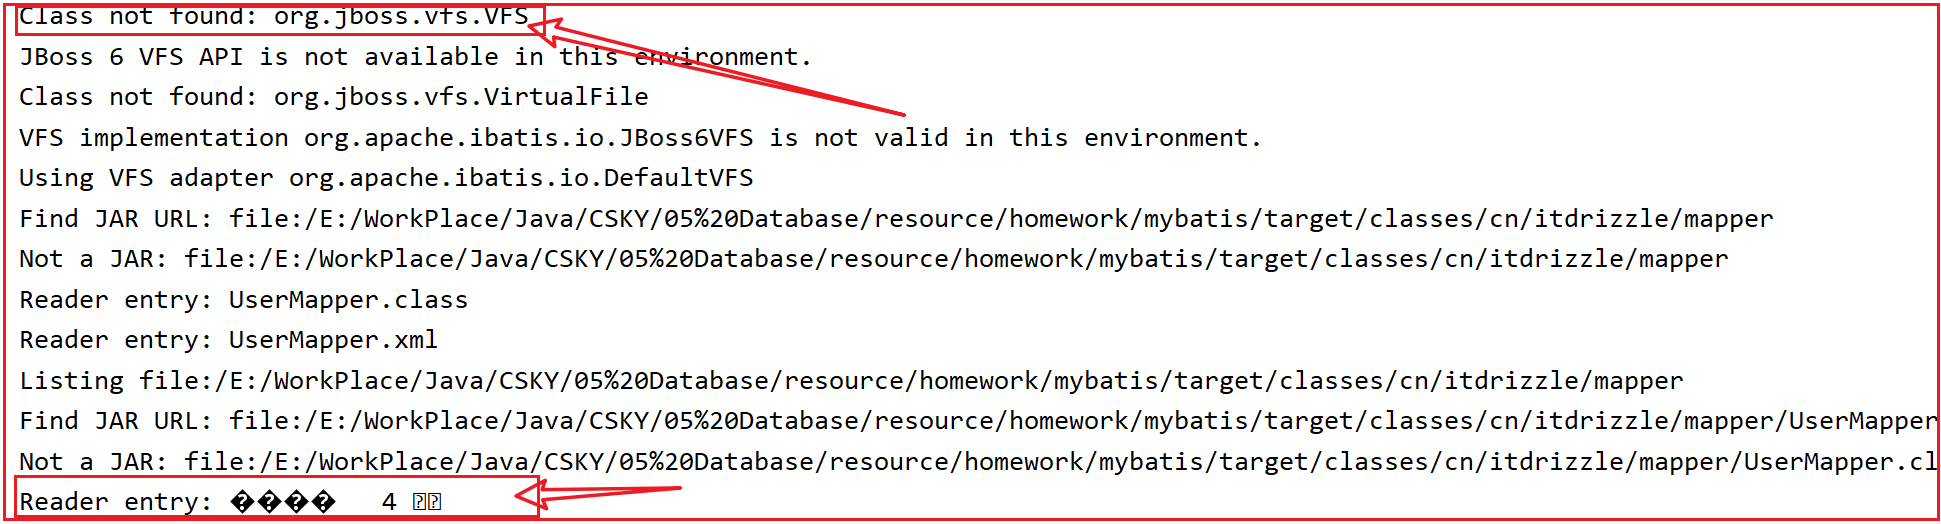 Class not found: org.jboss.vfs.VFS
JBoss 6 VFS API is not available in this environment.
Class not found: org.jboss.vfs.VirtualFile
VFS implementation org.apache.ibatis.io.JBoss6VFS is not valid in this environment.
Using VFS adapter org.apache.ibatis.io.DefaultVFS
Find JAR URL: file:/E:/WorkPlace/Java/CSKY/05%20Database/resource/homework/mybatis/target/classes/cn/itdrizzle/mapper
Not a JAR: file:/E:/WorkPlace/Java/CSKY/05%20Database/resource/homework/mybatis/target/classes/cn/itdrizzle/mapper
Reader entry: UserMapper.class
Reader entry: UserMapper.xml
Listing file:/E:/WorkPlace/Java/CSKY/05%20Database/resource/homework/mybatis/target/classes/cn/itdrizzle/mapper
Find JAR URL: file:/E:/WorkPlace/Java/CSKY/05%20Database/resource/homework/mybatis/target/classes/cn/itdrizzle/mapper/UserMapper
Not a JAR: file:/E:/WorkPlace/Java/CSKY/05%20Database/resource/homework/mybatis/target/classes/cn/itdrizzle/mapper/UserMapper.cl
Reader entry: ���� 4